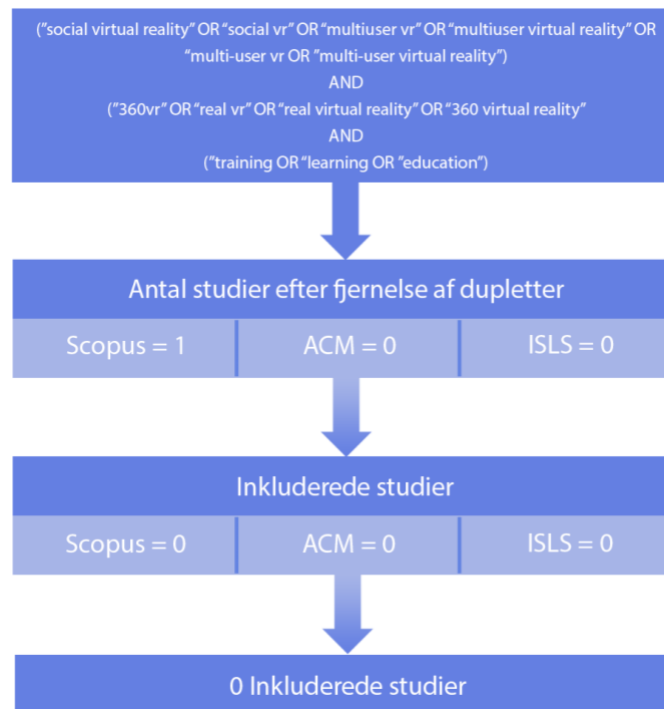 ("social virtual reality" OR “social vr” OR “multiuser vr” OR “multiuser virtual reality” OR
“multi-user vr OR ”multi-user virtual reality”)
AND
(”360vr” OR “real vr” OR “real virtual reality” OR “360 virtual reality”
AND
(”training OR “learning OR ”education”)
Antal studier efter fjernelse af dupletter
Scopus = 1 ACM = 0 ISLS = 0
Inkluderede studier
Scopus = 0 ACM = 0 ISLS = 0
0 Inkluderede studier